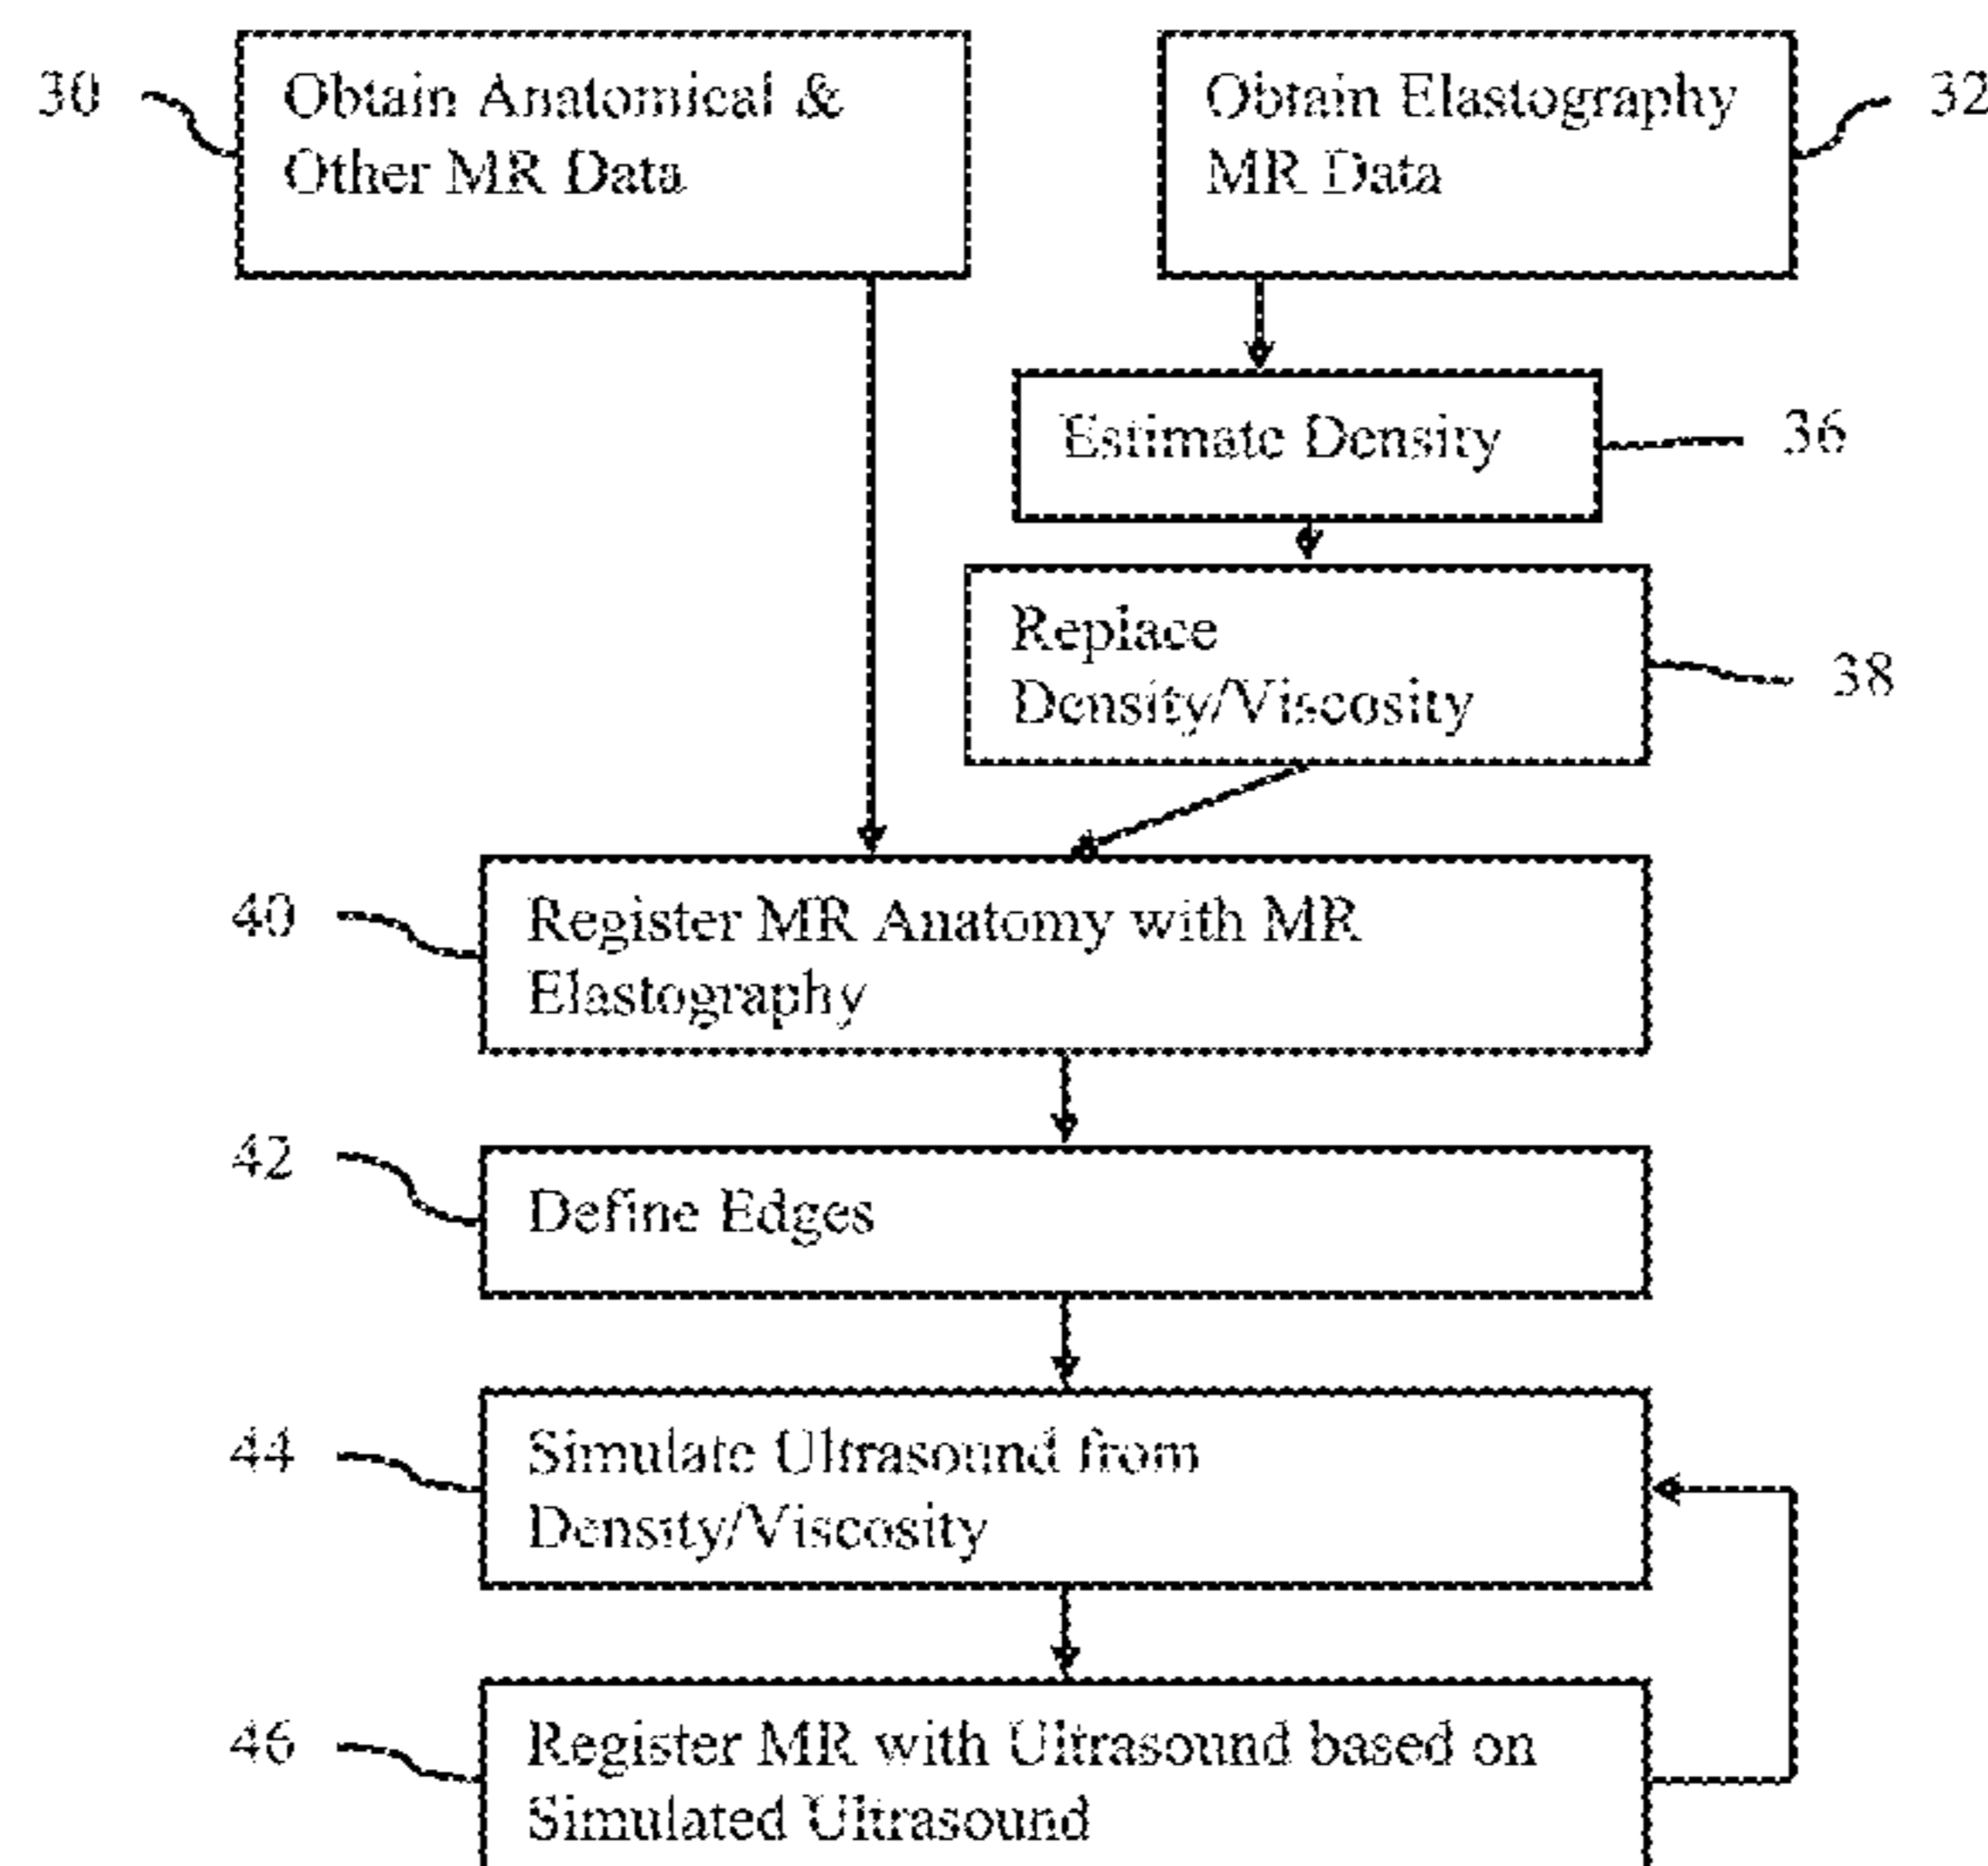 30
Obtain Anatomical &
Other MR Data
Obtain Elastography
MR Data
32
Estimate Density
36
Replace
Density/Viscosity
38
40
Register MR Anatomy with MR
Elastography
42
Define Edges
44
Simulate Ultrasound from
Density/Viscosity
46
Register MR with Ultrasound based on
Simulated Ultrasound